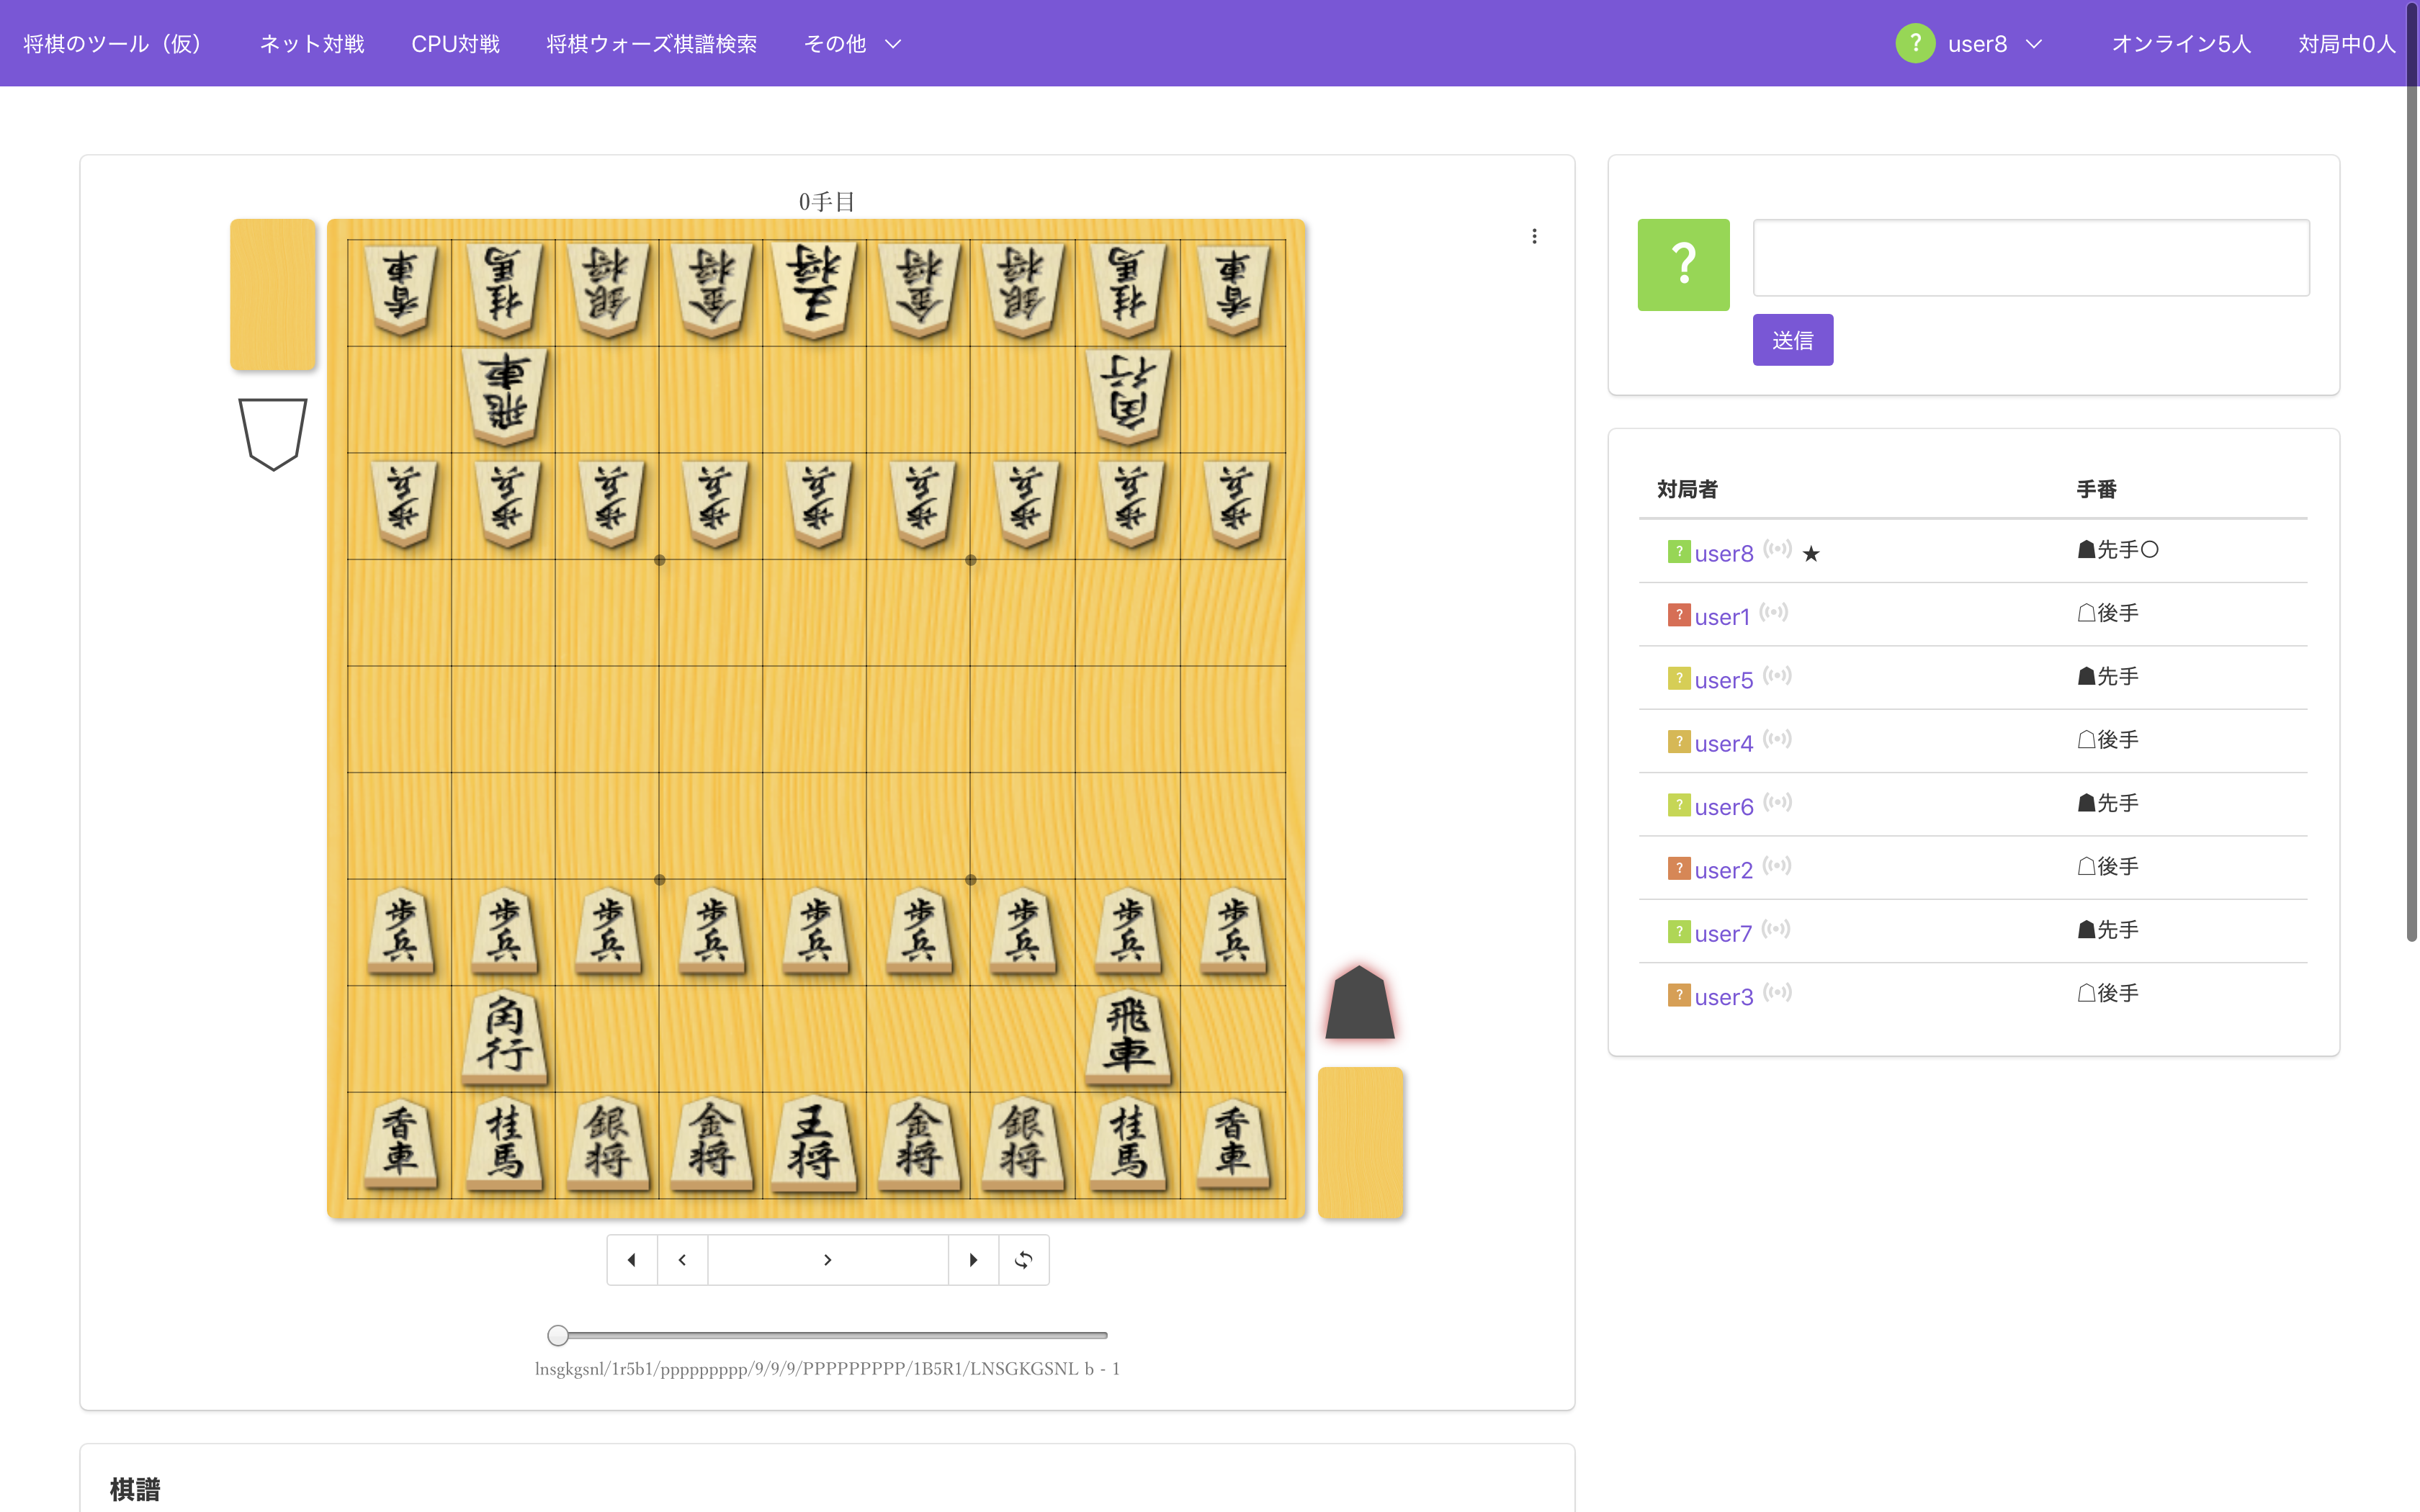 将棋のツール（仮） ネット対戦 CPU対戦 将棋ウォーズ棋譜検索 その他 ? user8 オンライン5人 対局中0人
0手目
香車 桂馬 銀将 金将 王将 金将 銀将 桂馬 香車
飛車 角行
歩兵 歩兵 歩兵 歩兵 歩兵 歩兵 歩兵 歩兵 歩兵
歩兵 歩兵 歩兵 歩兵 歩兵 歩兵 歩兵 歩兵 歩兵
角行 飛車
香車 桂馬 銀将 金将 王将 金将 銀将 桂馬 香車
lnsgkgsnl/1r5b1/ppppppppp/9/9/9/PPPPPPPPP/1B5R1/LNSGKGSNL b - 1
棋譜
?
送信
対局者 手番
? user8 ★ ☗先手○
? user1 ☖後手
? user5 ☗先手
? user4 ☖後手
? user6 ☗先手
? user2 ☖後手
? user7 ☗先手
? user3 ☖後手